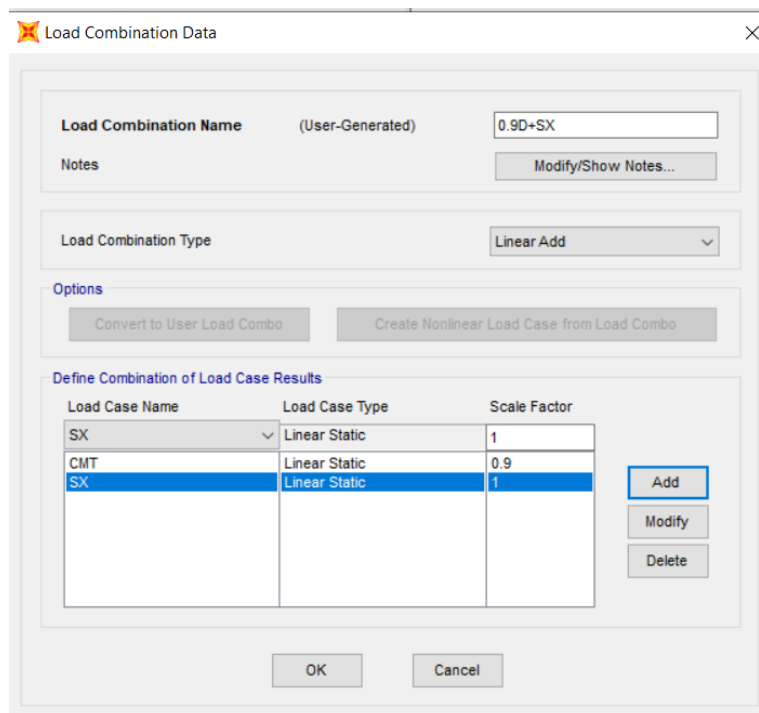 Load Combination Data
Load Combination Name (User-Generated) 0.9D+SX
Notes Modify/Show Notes...
Load Combination Type Linear Add
Options
Convert to User Load Combo Create Nonlinear Load Case from Load Combo
Define Combination of Load Case Results
Load Case Name Load Case Type Scale Factor
SX Linear Static 1
CMT Linear Static 0.9
SX Linear Static 1
Add
Modify
Delete
OK Cancel